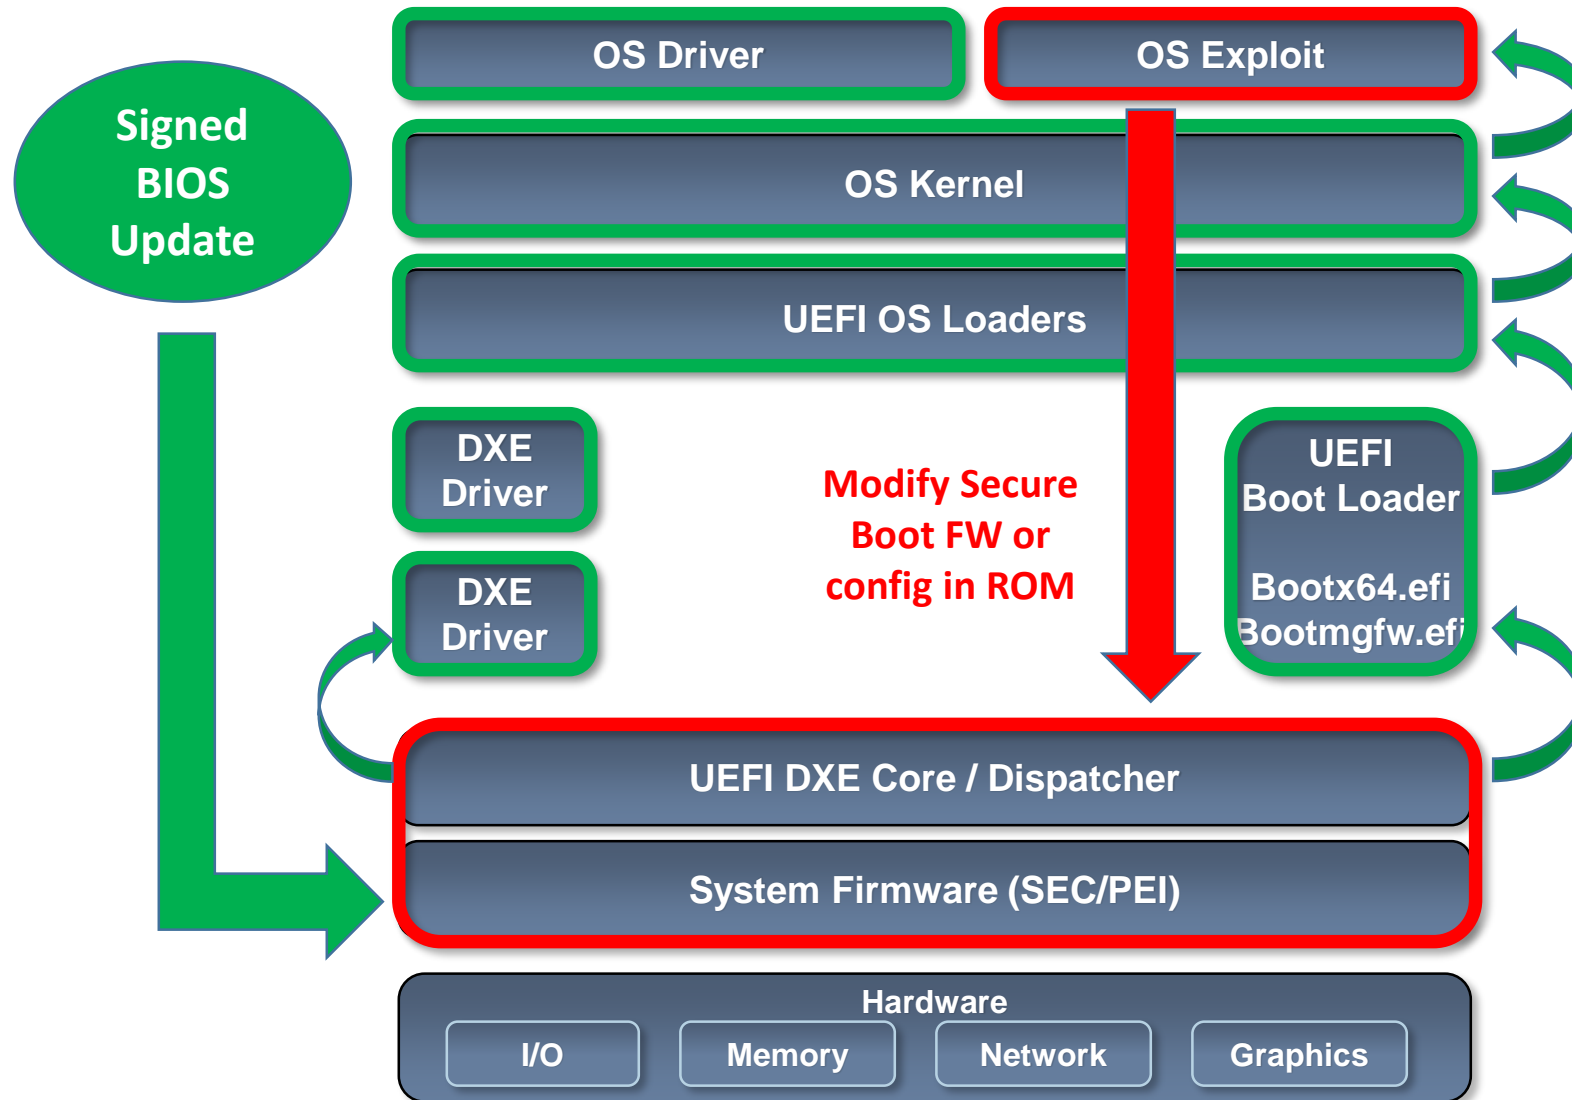 OS Driver
OS Exploit
Signed
BIOS
Update
OS Kernel
UEFI OS Loaders
DXE
Driver
Modify Secure
Boot FW or
config in ROM
UEFI
Boot Loader
Bootx64.efi
Bootmgfw.efi
DXE
Driver
UEFI DXE Core / Dispatcher
System Firmware (SEC/PEI)
Hardware
I/O
Memory
Network
Graphics